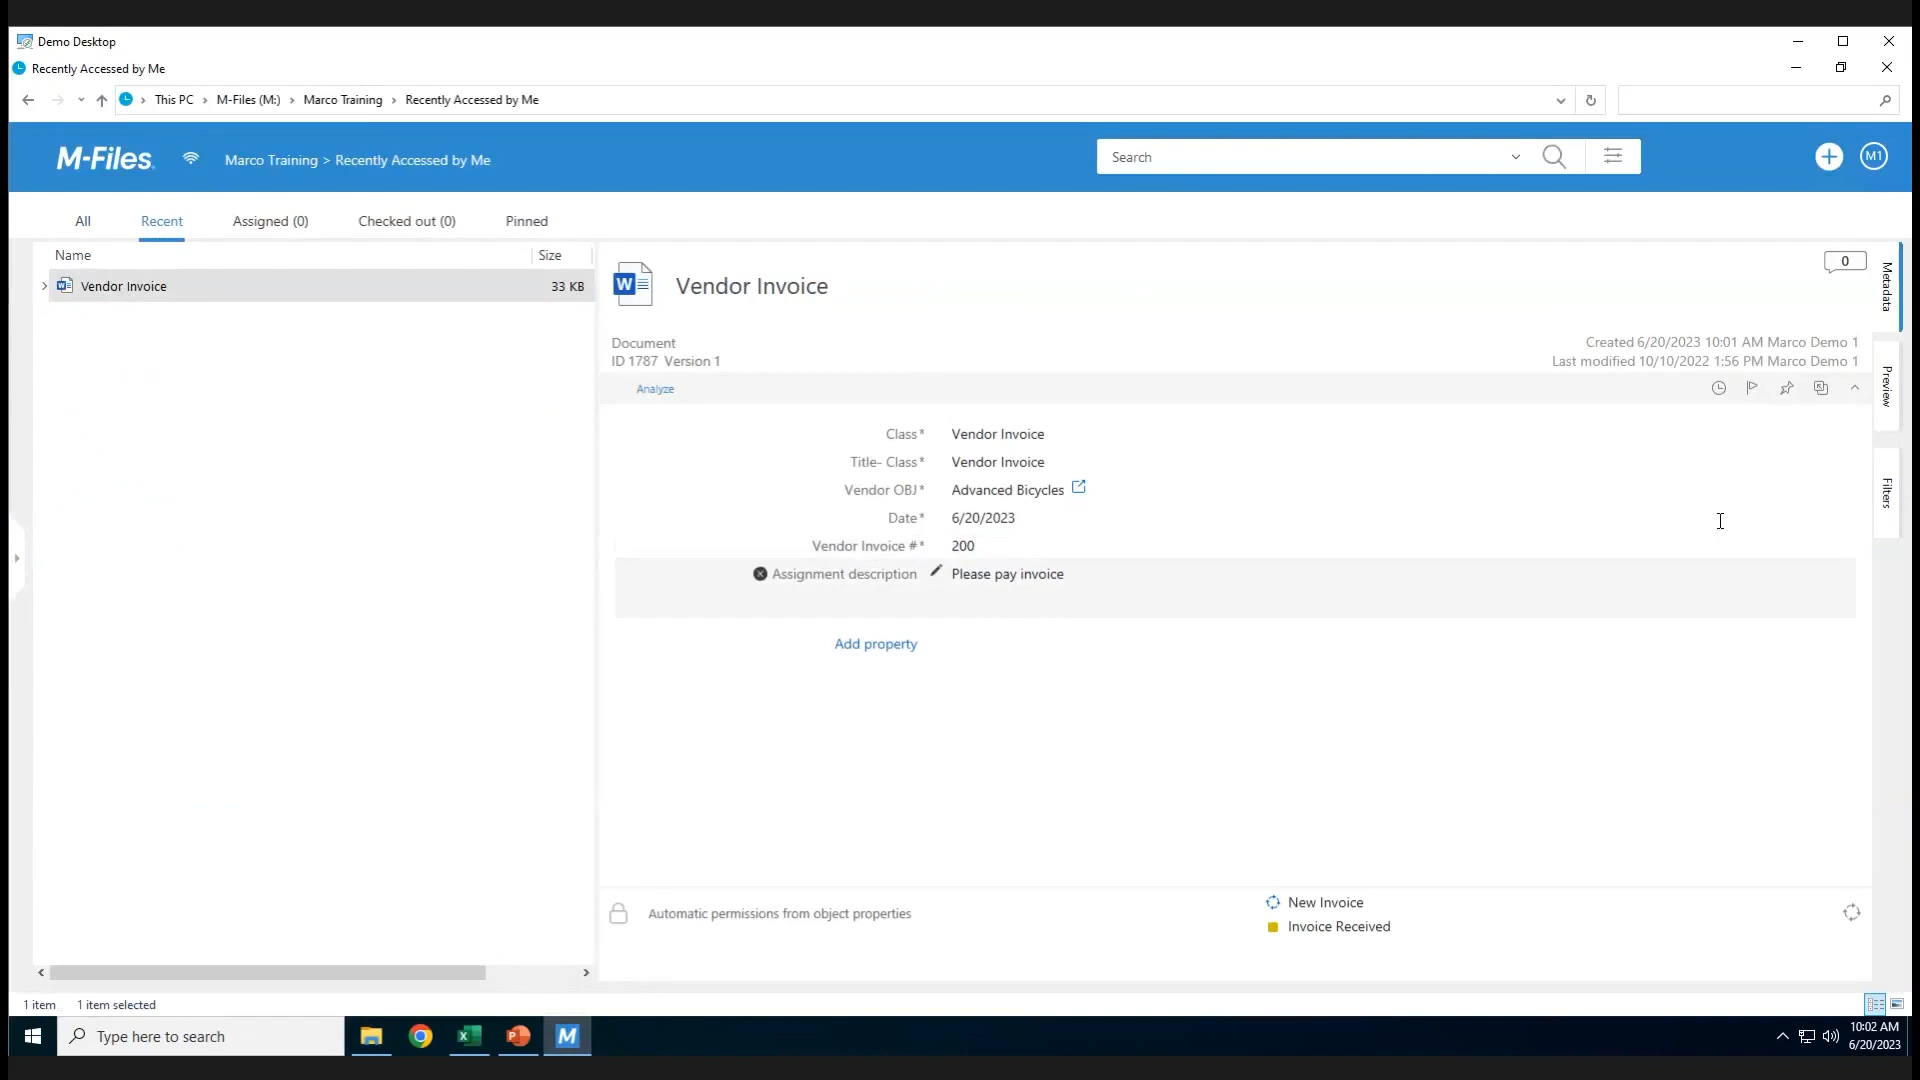 Demo Desktop
Recently Accessed by Me
This PC > M-Files (M:) > Marco Training > Recently Accessed by Me
M-Files. Marco Training > Recently Accessed by Me
Search
M1
All Recent Assigned (0) Checked out (0) Pinned
Name Size
Vendor Invoice 33 KB
Vendor Invoice
0
Metadata
Document
Created 6/20/2023 10:01 AM Marco Demo 1
ID 1787 Version 1
Last modified 10/10/2022 1:56 PM Marco Demo 1
Analyze
Preview
Class* Vendor Invoice
Title- Class* Vendor Invoice
Vendor OBJ* Advanced Bicycles
Filters
Date* 6/20/2023
Vendor Invoice #* 200
Assignment description Please pay invoice
Add property
Automatic permissions from object properties
New Invoice
Invoice Received
1 item 1 item selected
Type here to search
10:02 AM
6/20/2023